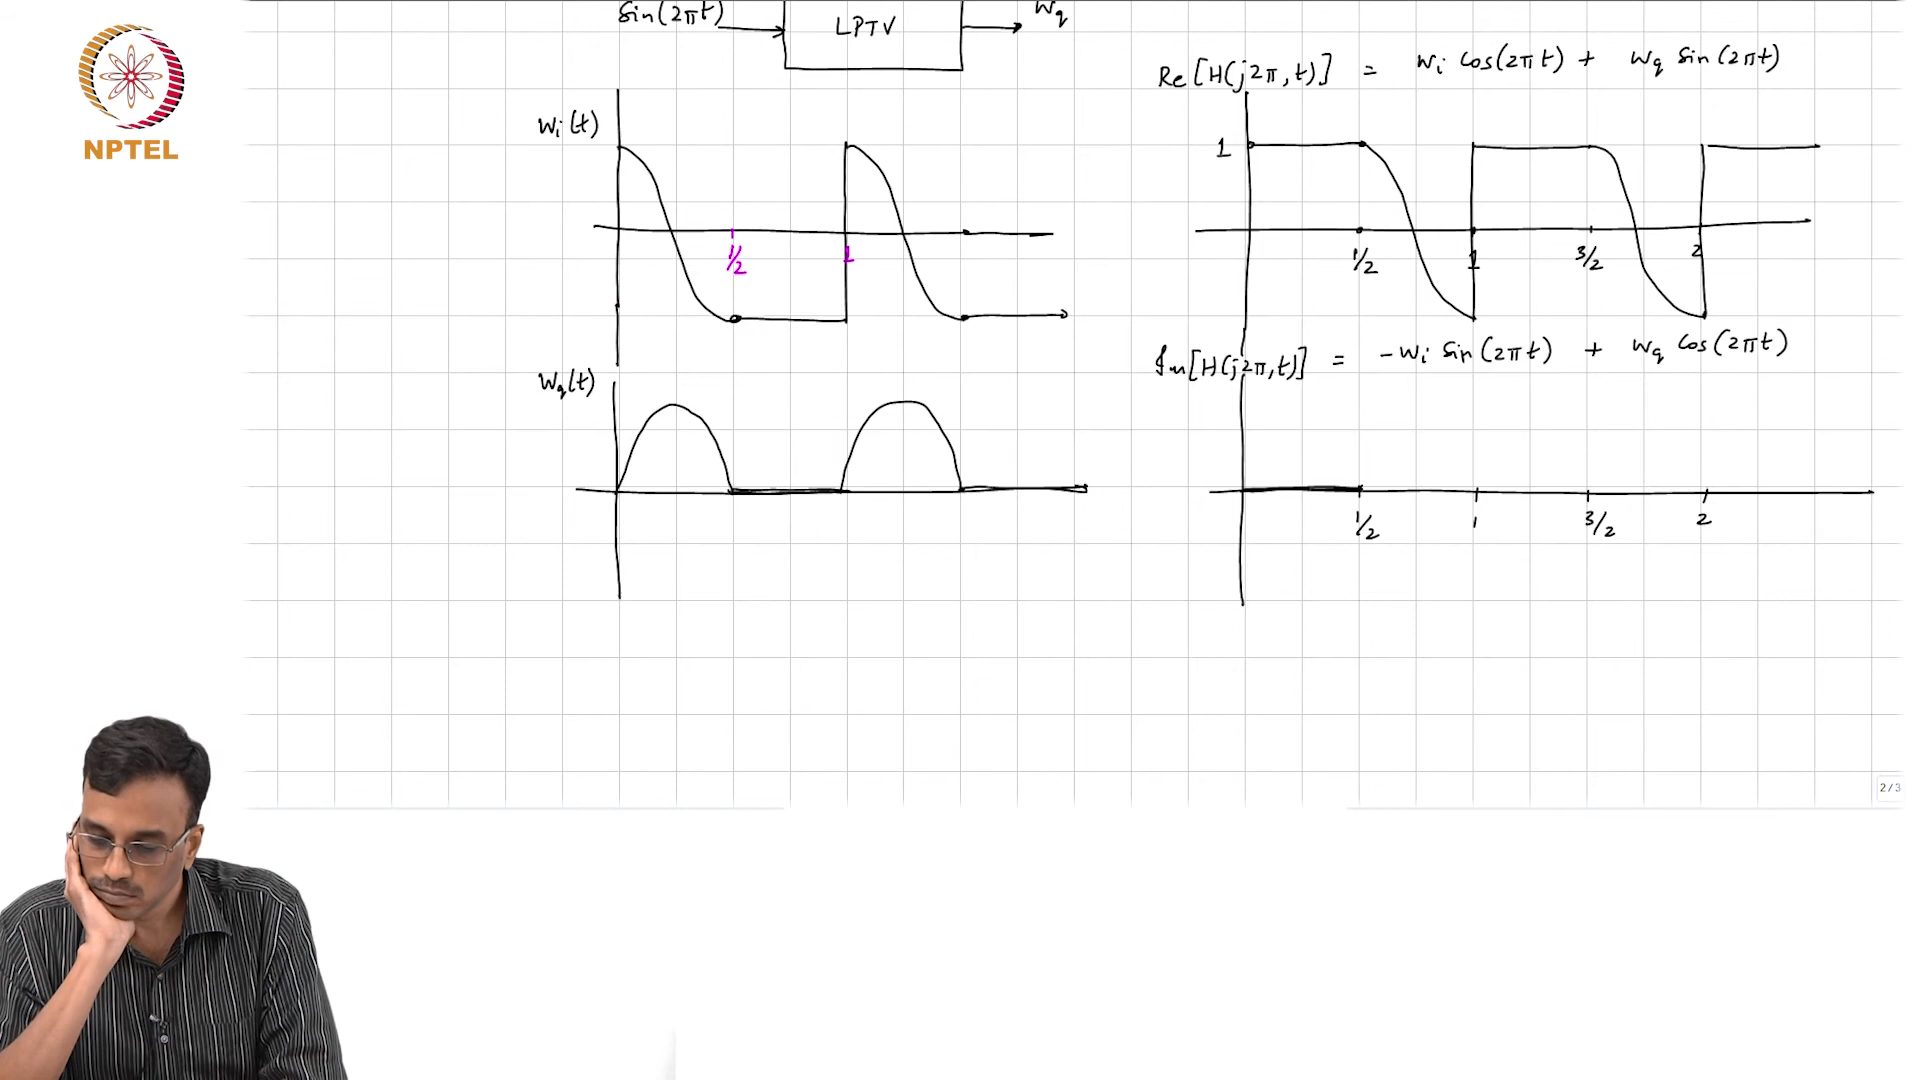 NPTEL
sin(2πt)
LPTV
Wq
Wi(t)
1/2
1
Wq(t)
Re[H(j2π,t)] = Wi cos(2πt) + Wq sin(2πt)
1
1/2
1
3/2
2
Im[H(j2π,t)] = -Wi sin(2πt) + Wq cos(2πt)
1/2
1
3/2
2
2/3